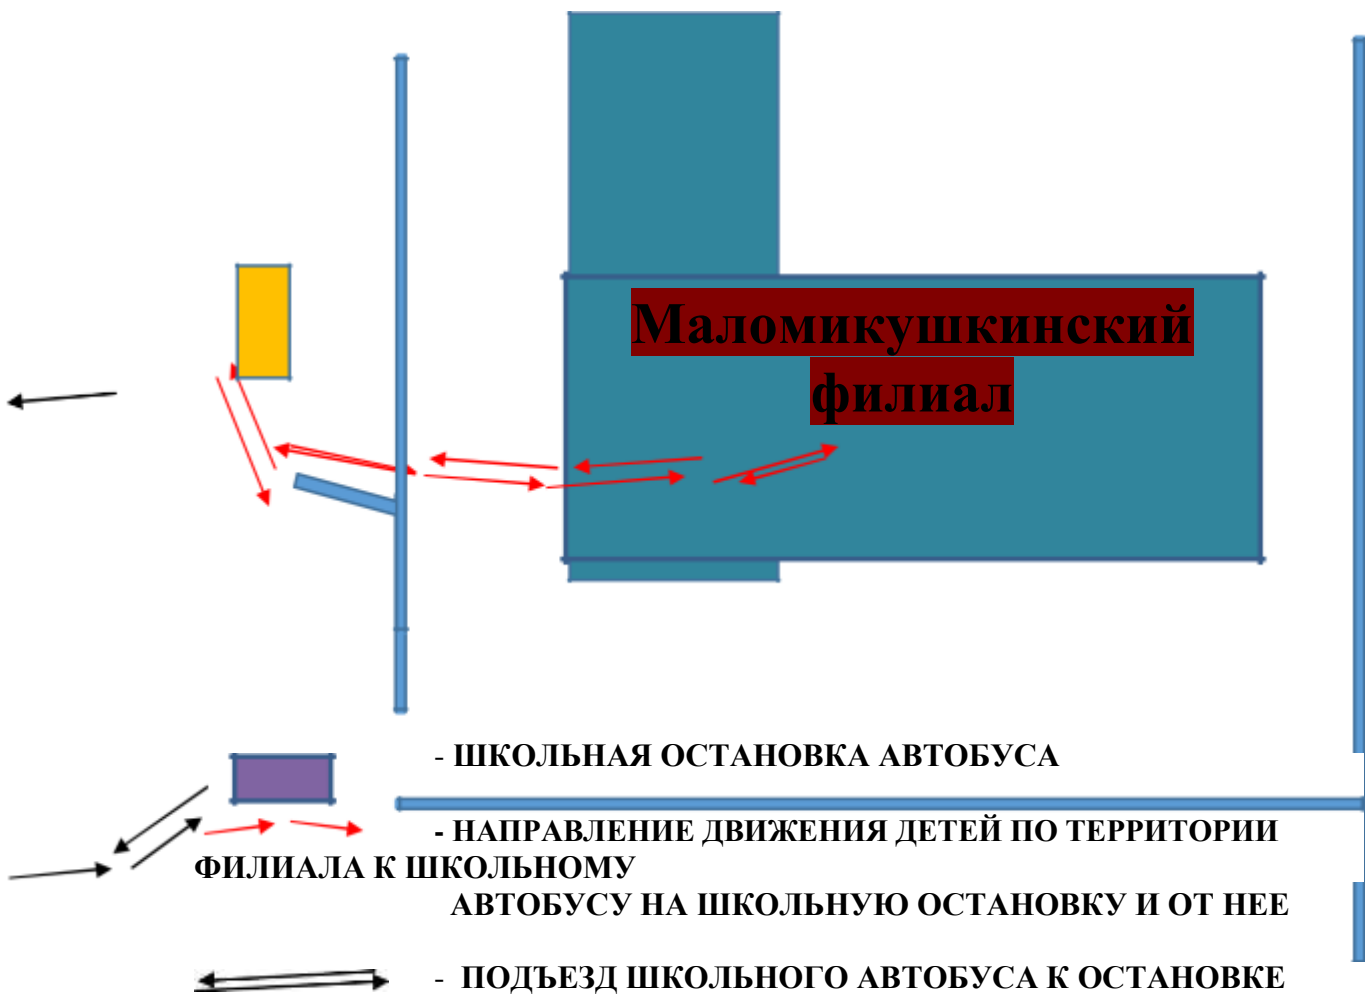 Маломикушкинский
филиал
- ШКОЛЬНАЯ ОСТАНОВКА АВТОБУСА
- НАПРАВЛЕНИЕ ДВИЖЕНИЯ ДЕТЕЙ ПО ТЕРРИТОРИИ
ФИЛИАЛА К ШКОЛЬНОМУ
АВТОБУСУ НА ШКОЛЬНУЮ ОСТАНОВКУ И ОТ НЕЕ
- ПОДЪЕЗД ШКОЛЬНОГО АВТОБУСА К ОСТАНОВКЕ